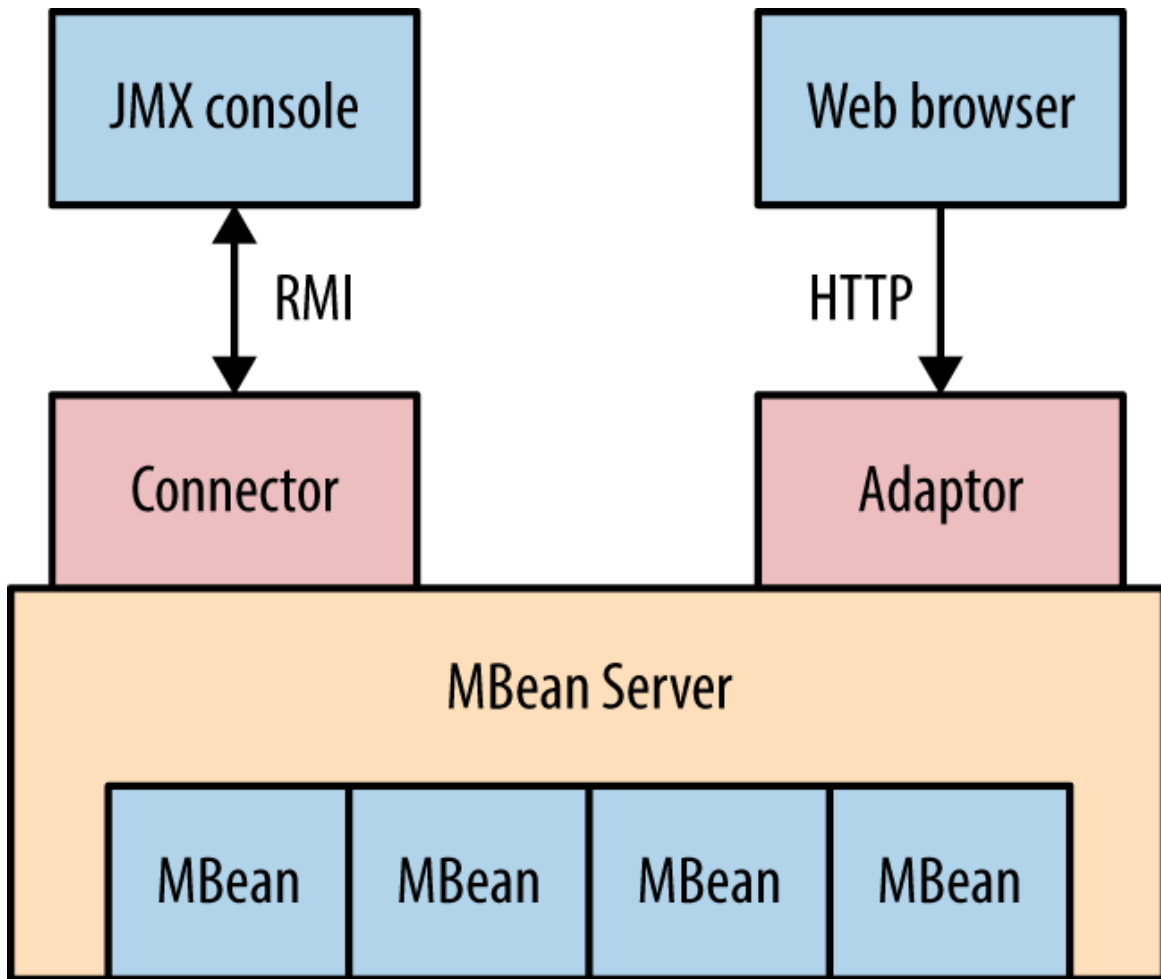 JMX console
Web browser
RMI
HTTP
Connector
Adaptor
MBean Server
MBean
MBean
MBean
MBean